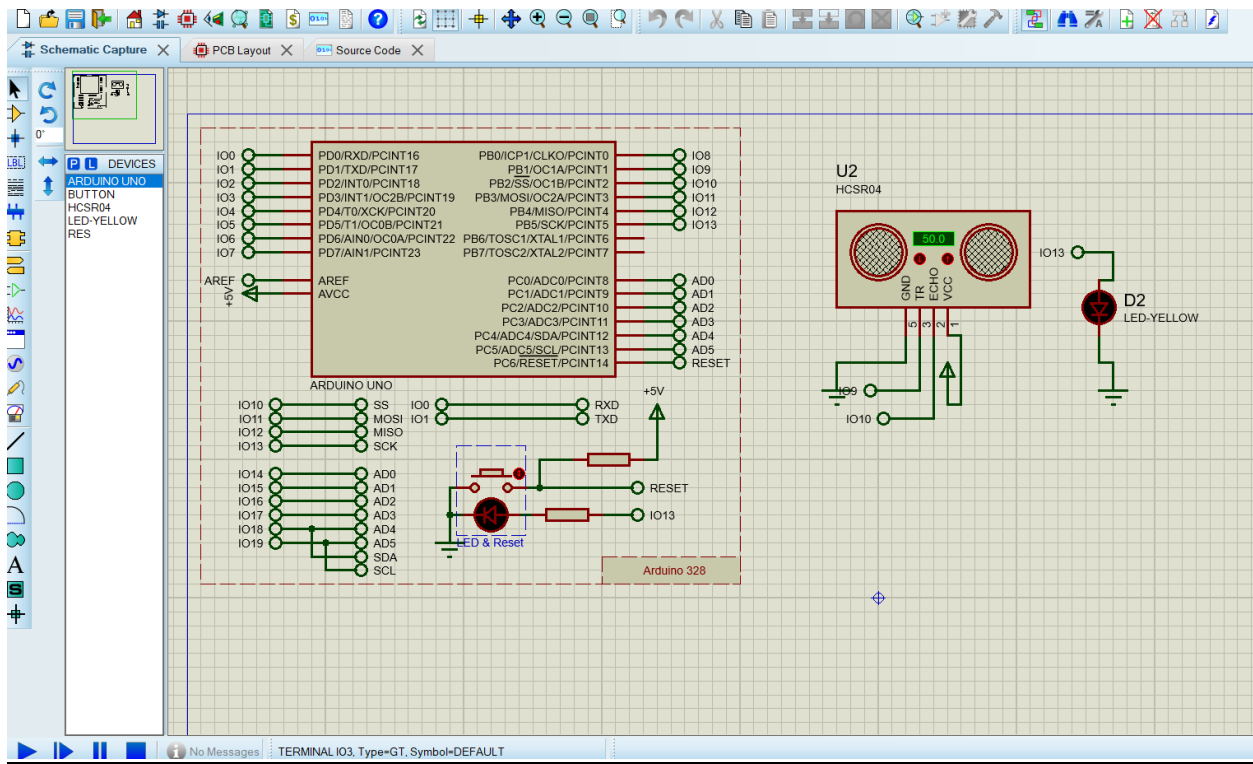 Schematic Capture
PCB Layout
Source Code
0°
LBL
P L DEVICES
ARDUINO UNO
BUTTON
HCSR04
LED-YELLOW
RES
A
S
IO0
IO1
IO2
IO3
IO4
IO5
IO6
IO7
AREF
+5V
PD0/RXD/PCINT16
PD1/TXD/PCINT17
PD2/INT0/PCINT18
PD3/INT1/OC2B/PCINT19
PD4/T0/XCK/PCINT20
PD5/T1/OC0B/PCINT21
PD6/AIN0/OC0A/PCINT22
PD7/AIN1/PCINT23
AREF
AVCC
PB0/ICP1/CLKO/PCINT0
PB1/OC1A/PCINT1
PB2/SS/OC1B/PCINT2
PB3/MOSI/OC2A/PCINT3
PB4/MISO/PCINT4
PB5/SCK/PCINT5
PB6/TOSC1/XTAL1/PCINT6
PB7/TOSC2/XTAL2/PCINT7
PC0/ADC0/PCINT8
PC1/ADC1/PCINT9
PC2/ADC2/PCINT10
PC3/ADC3/PCINT11
PC4/ADC4/SDA/PCINT12
PC5/ADC5/SCL/PCINT13
PC6/RESET/PCINT14
IO8
IO9
IO10
IO11
IO12
IO13
AD0
AD1
AD2
AD3
AD4
AD5
RESET
ARDUINO UNO
IO10 SS
IO11 MOSI
IO12 MISO
IO13 SCK
IO0 RXD
IO1 TXD
+5V
IO14 AD0
IO15 AD1
IO16 AD2
IO17 AD3
IO18 AD4
IO19 AD5
SDA
SCL
RESET
IO13
LED & Reset
Arduino 328
U2
HCSR04
50.0
GND
TR
ECHO
VCC
5
3
2
1
IO9
IO10
IO13
D2
LED-YELLOW
No Messages
TERMINAL IO3, Type=GT, Symbol=DEFAULT